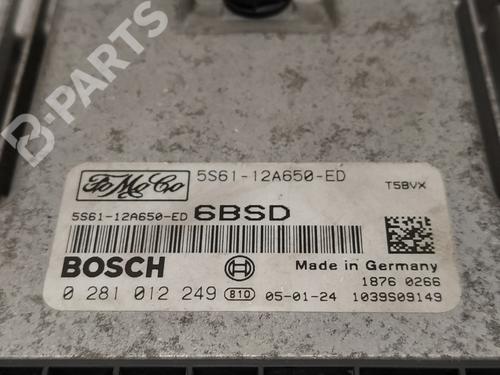 B-PARTS
FoMoCo
5S61-12A650-ED
T5BVX
5S61-12A650-ED 6BSD
BOSCH
Made in Germany
1876 0266
0 281 012 249 810 05-01-24 1039S09149